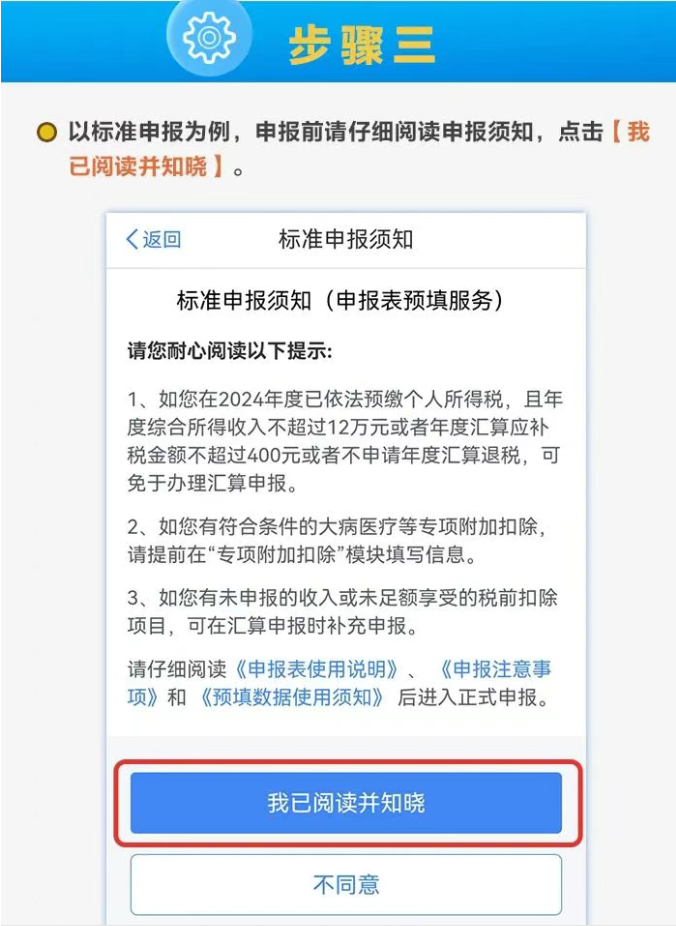 步骤三
以标准申报为例，申报前请仔细阅读申报须知，点击【我
已阅读并知晓】。
返回
标准申报须知
标准申报须知（申报表预填服务）
请您耐心阅读以下提示:
1、如您在2024年度已依法预缴个人所得税，且年
度综合所得收入不超过12万元或者年度汇算应补
税金额不超过400元或者不申请年度汇算退税，可
免于办理汇算申报。
2、如您有符合条件的大病医疗等专项附加扣除，
请提前在“专项附加扣除”模块填写信息。
3、如您有未申报的收入或未足额享受的税前扣除
项目，可在汇算申报时补充申报。
请仔细阅读《申报表使用说明》、《申报注意事
项》和《预填数据使用须知》后进入正式申报。
我已阅读并知晓
不同意